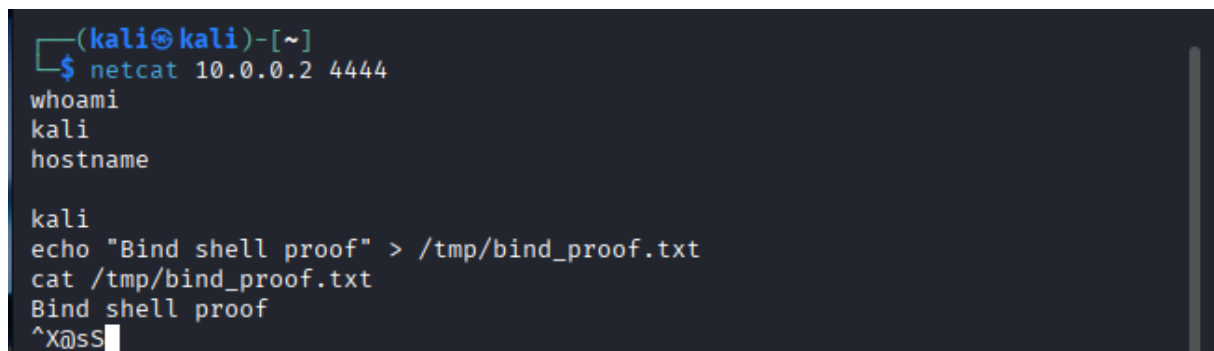 ┌──(kali㉿kali)-[~]
└─$ netcat 10.0.0.2 4444
whoami
kali
hostname
kali
echo "Bind shell proof" > /tmp/bind_proof.txt
cat /tmp/bind_proof.txt
Bind shell proof
^X@sS